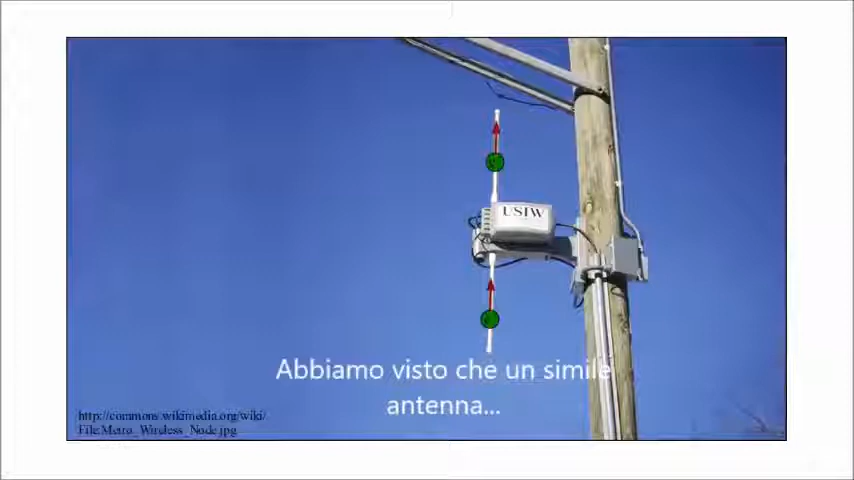 USIW
Abbiamo visto che un simile
antenna...
http://commons.wikimedia.org/wiki/
File:Metro_Wireless_Node.jpg